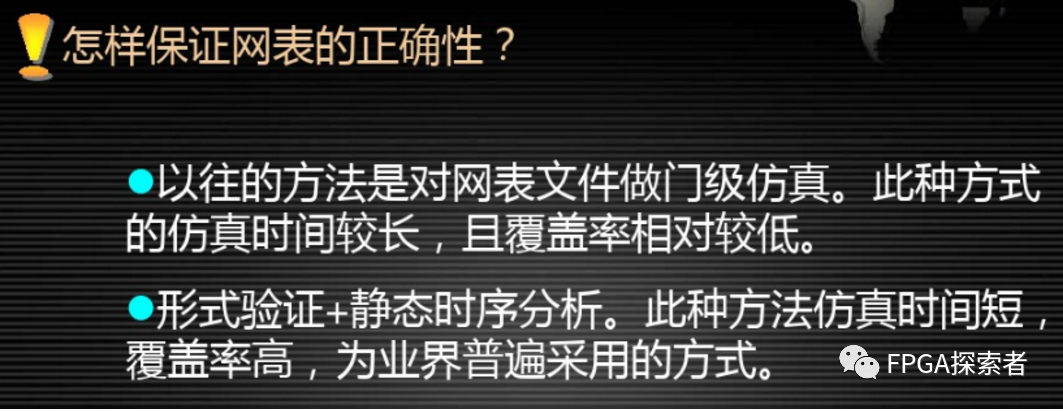 怎样保证网表的正确性？
●以往的方法是对网表文件做门级仿真。此种方式
的仿真时间较长，且覆盖率相对较低。
●形式验证+静态时序分析。此种方法仿真时间短，
覆盖率高，为业界普遍采用的方式。
FPGA探索者